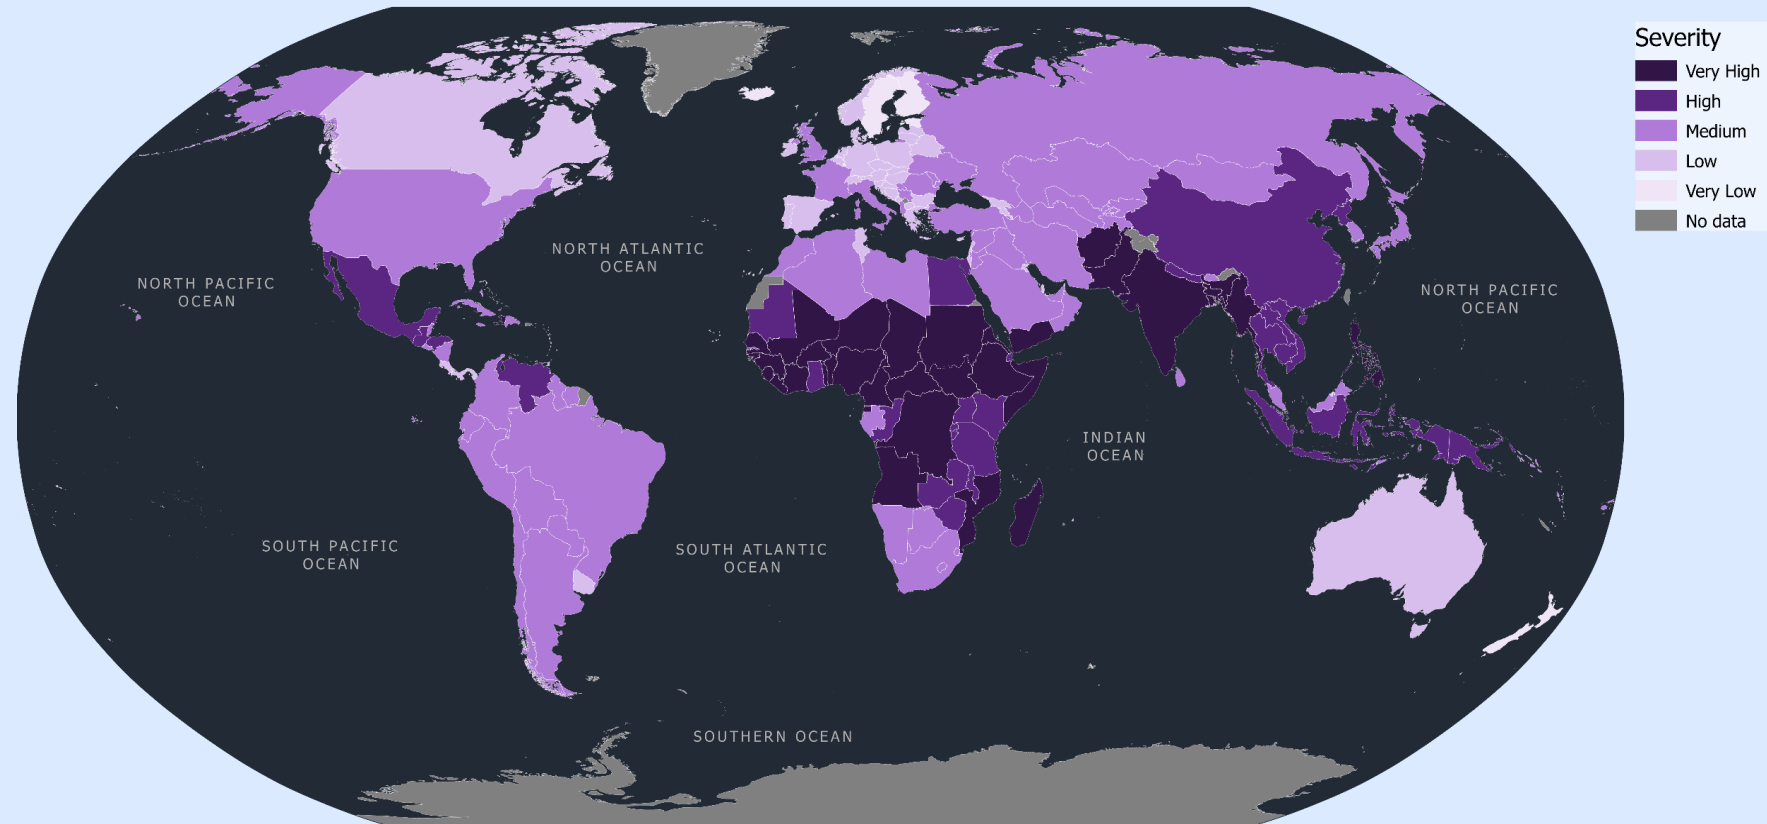 Severity
Very High
High
Medium
Low
Very Low
No data
NORTH ATLANTIC
OCEAN
NORTH PACIFIC
OCEAN
NORTH PACIFIC
OCEAN
INDIAN
OCEAN
SOUTH PACIFIC
OCEAN
SOUTH ATLANTIC
OCEAN
SOUTHERN OCEAN